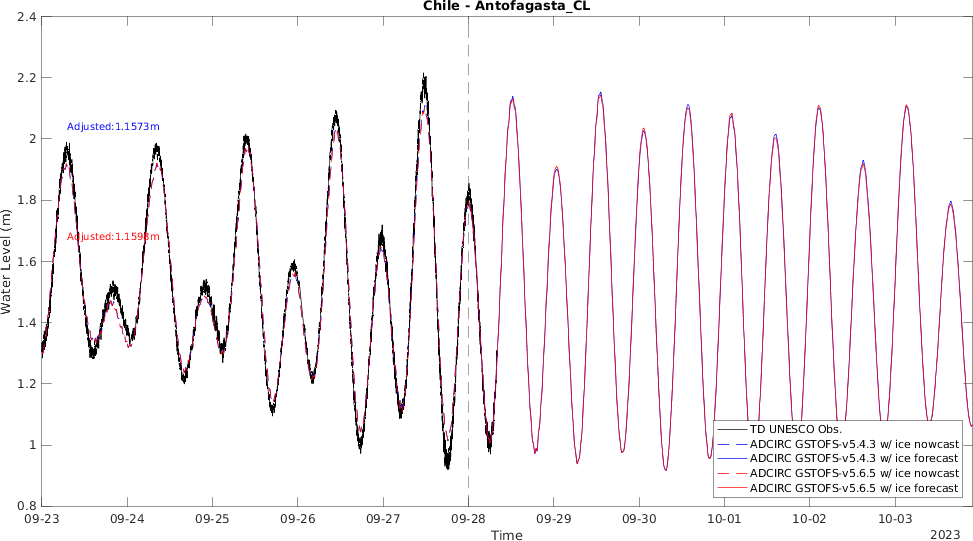 Chile - Antofagasta_CL
2.4
2.2
2
1.8
1.6
1.4
1.2
1
0.8
Water Level (m)
Adjusted:1.1573m
Adjusted:1.1598m
TD UNESCO Obs.
ADCIRC GSTOFS-v5.4.3 w/ ice nowcast
ADCIRC GSTOFS-v5.4.3 w/ ice forecast
ADCIRC GSTOFS-v5.6.5 w/ ice nowcast
ADCIRC GSTOFS-v5.6.5 w/ ice forecast
09-23 09-24 09-25 09-26 09-27 09-28 09-29 09-30 10-01 10-02 10-03
Time
2023